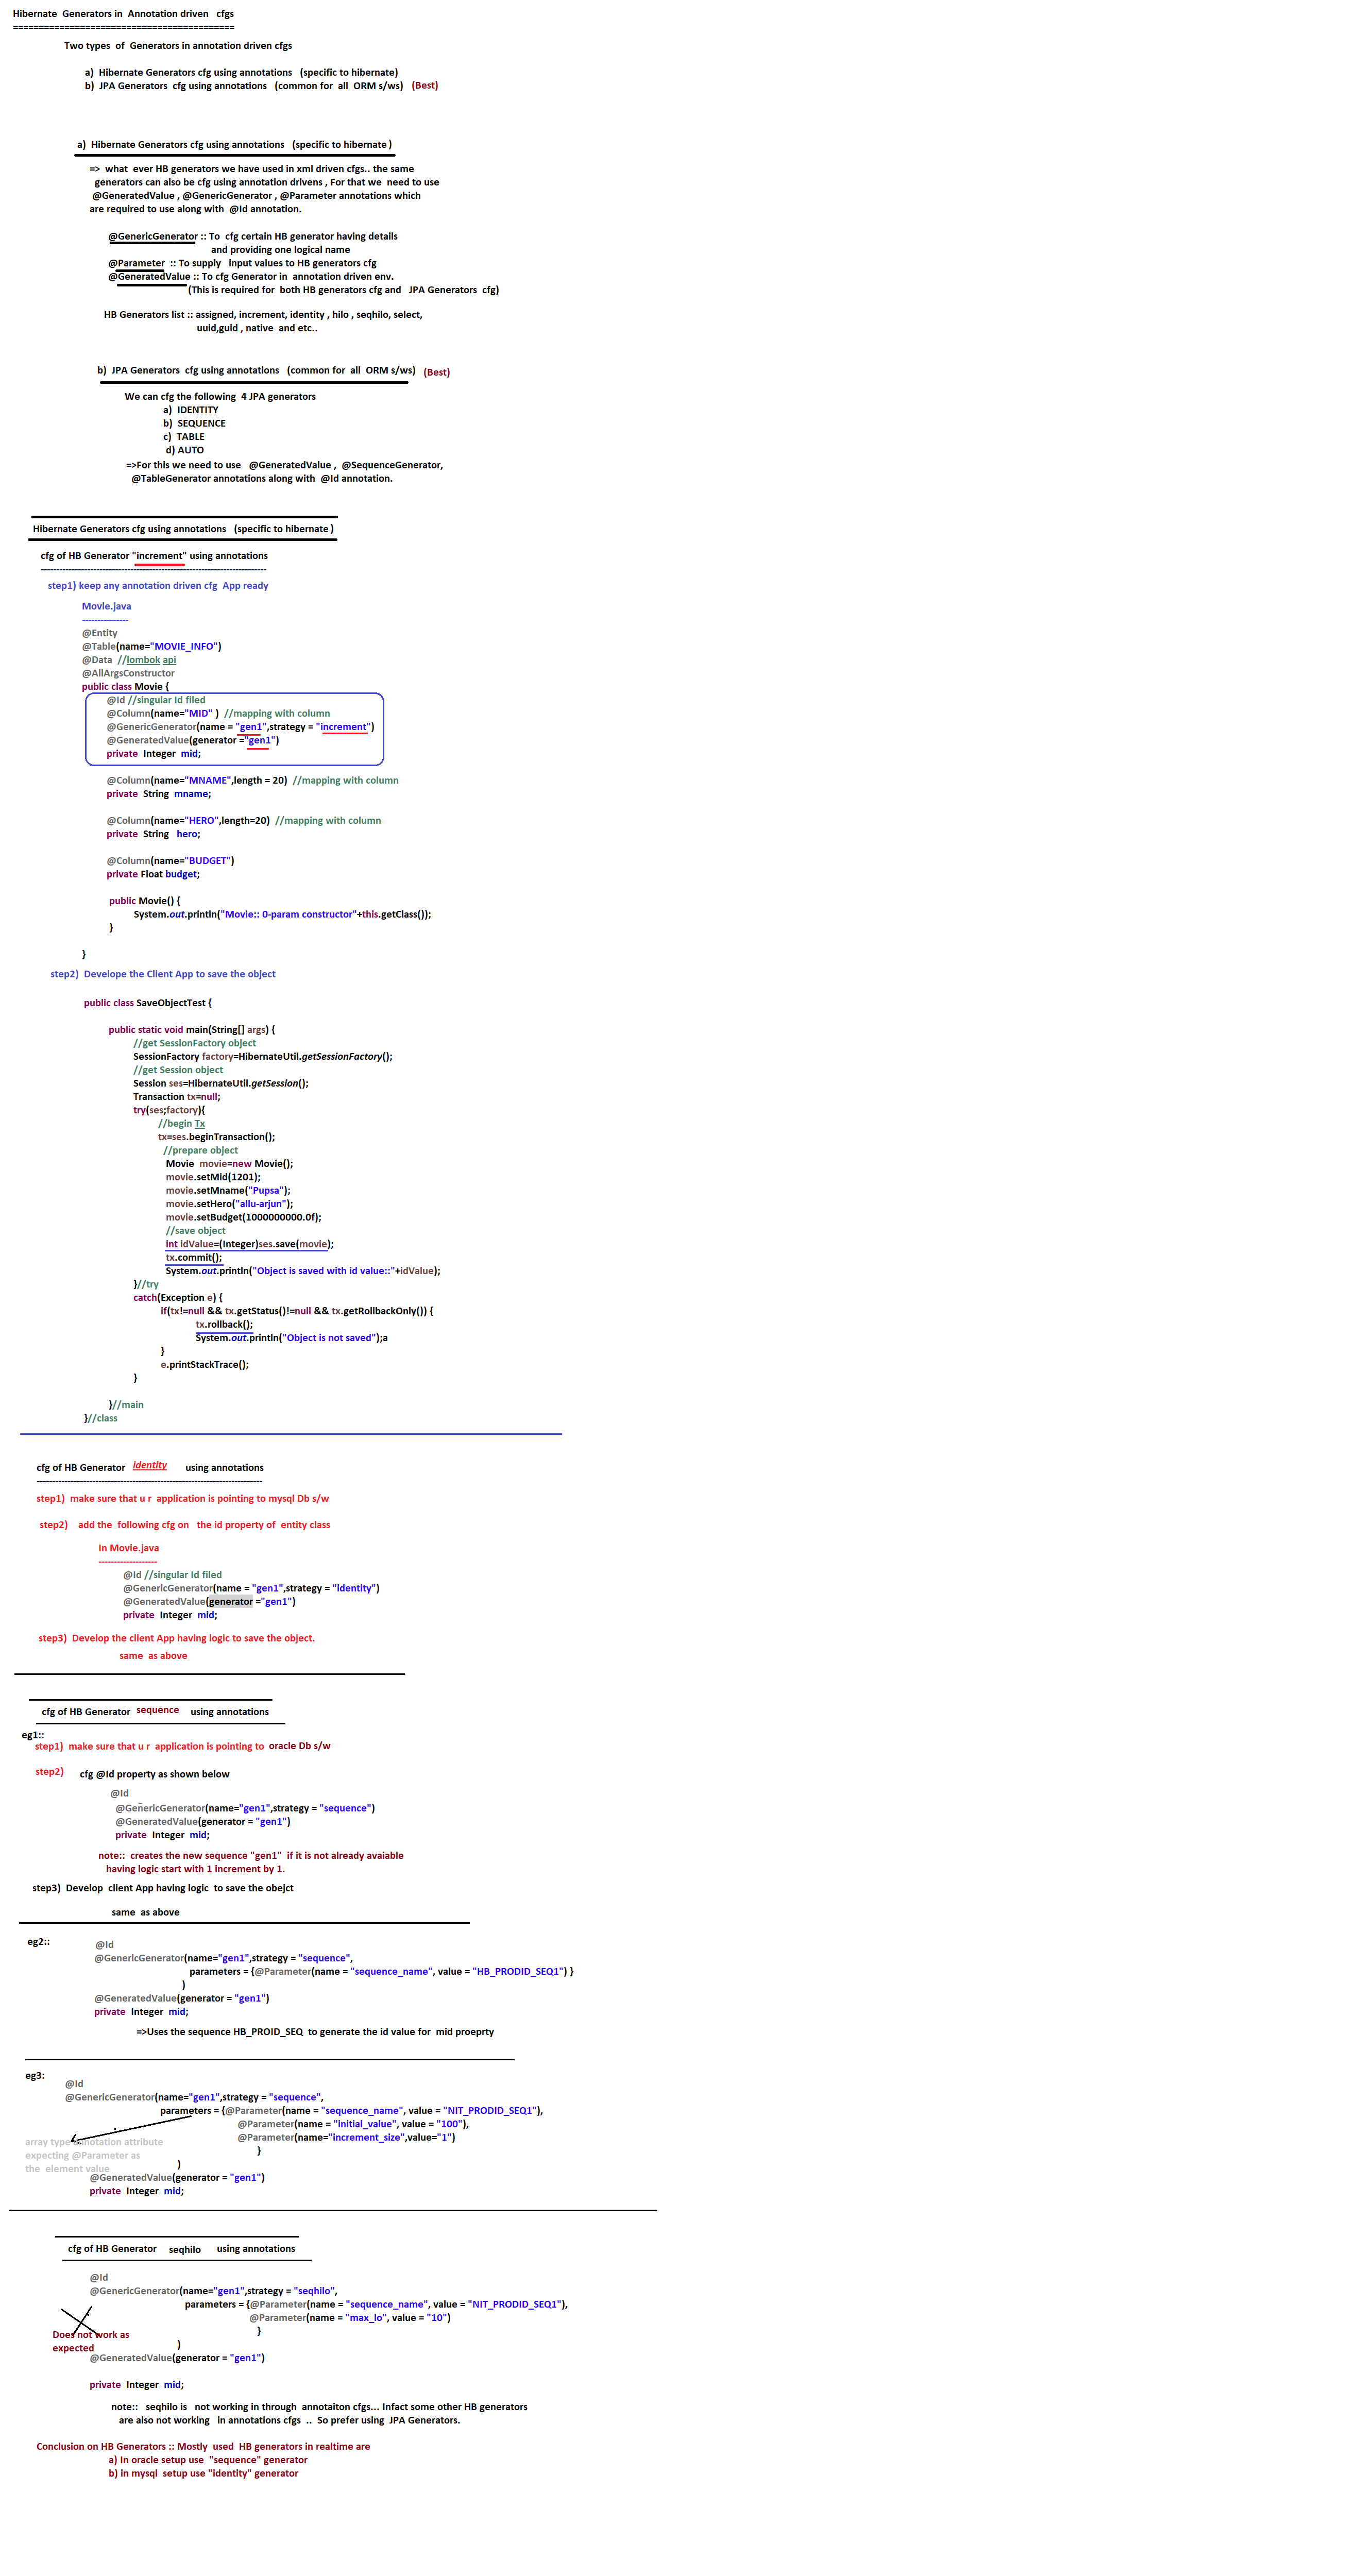 Hibernate Generators in Annotation driven cfgs
===========================================
Two types of Generators in annotation driven cfgs
a) Hibernate Generators cfg using annotations (specific to hibernate)
b) JPA Generators cfg using annotations (common for all ORM s/ws) (Best)
a) Hibernate Generators cfg using annotations (specific to hibernate)
=> what ever HB generators we have used in xml driven cfgs.. the same
generators can also be cfg using annotation drivens , For that we need to use
@GeneratedValue , @GenericGenerator , @Parameter annotations which
are required to use along with @Id annotation.
@GenericGenerator :: To cfg certain HB generator having details
and providing one logical name
@Parameter :: To supply input values to HB generators cfg
@GeneratedValue :: To cfg Generator in annotation driven env.
(This is required for both HB generators cfg and JPA Generators cfg)
HB Generators list :: assigned, increment, identity , hilo , seqhilo, select,
uuid,guid , native and etc..
b) JPA Generators cfg using annotations (common for all ORM s/ws) (Best)
We can cfg the following 4 JPA generators
a) IDENTITY
b) SEQUENCE
c) TABLE
d) AUTO
=>For this we need to use @GeneratedValue , @SequenceGenerator,
@TableGenerator annotations along with @Id annotation.
Hibernate Generators cfg using annotations (specific to hibernate)
cfg of HB Generator "increment" using annotations
---------------------------------------------------------------------------
step1) keep any annotation driven cfg App ready
Movie.java
---------------
@Entity
@Table(name="MOVIE_INFO")
@Data //lombok api
@AllArgsConstructor
public class Movie {
@Id //singular Id filed
@Column(name="MID" ) //mapping with column
@GenericGenerator(name = "gen1",strategy = "increment")
@GeneratedValue(generator ="gen1")
private Integer mid;
@Column(name="MNAME",length = 20) //mapping with column
private String mname;
@Column(name="HERO",length=20) //mapping with column
private String hero;
@Column(name="BUDGET")
private Float budget;
public Movie() {
System.out.println("Movie:: 0-param constructor"+this.getClass());
}
}
step2) Develope the Client App to save the object
public class SaveObjectTest {
public static void main(String[] args) {
//get SessionFactory object
SessionFactory factory=HibernateUtil.getSessionFactory();
//get Session object
Session ses=HibernateUtil.getSession();
Transaction tx=null;
try(ses;factory){
//begin Tx
tx=ses.beginTransaction();
//prepare object
Movie movie=new Movie();
movie.setMid(1201);
movie.setMname("Pupsa");
movie.setHero("allu-arjun");
movie.setBudget(1000000000.0f);
//save object
int idValue=(Integer)ses.save(movie);
tx.commit();
System.out.println("Object is saved with id value::"+idValue);
}//try
catch(Exception e) {
if(tx!=null && tx.getStatus()!=null && tx.getRollbackOnly()) {
tx.rollback();
System.out.println("Object is not saved");a
}
e.printStackTrace();
}
}//main
}//class
cfg of HB Generator identity using annotations
---------------------------------------------------------------------------
step1) make sure that u r application is pointing to mysql Db s/w
step2) add the following cfg on the id property of entity class
In Movie.java
-------------------
@Id //singular Id filed
@GenericGenerator(name = "gen1",strategy = "identity")
@GeneratedValue(generator ="gen1")
private Integer mid;
step3) Develop the client App having logic to save the object.
same as above
cfg of HB Generator sequence using annotations
eg1::
step1) make sure that u r application is pointing to oracle Db s/w
step2) cfg @Id property as shown below
@Id
@GenericGenerator(name="gen1",strategy = "sequence")
@GeneratedValue(generator = "gen1")
private Integer mid;
note:: creates the new sequence "gen1" if it is not already avaiable
having logic start with 1 increment by 1.
step3) Develop client App having logic to save the obejct
same as above
eg2:: @Id
@GenericGenerator(name="gen1",strategy = "sequence",
parameters = {@Parameter(name = "sequence_name", value = "HB_PRODID_SEQ1") }
)
@GeneratedValue(generator = "gen1")
private Integer mid;
=>Uses the sequence HB_PROID_SEQ to generate the id value for mid proeprty
eg3:
@Id
@GenericGenerator(name="gen1",strategy = "sequence",
parameters = {@Parameter(name = "sequence_name", value = "NIT_PRODID_SEQ1"),
@Parameter(name = "initial_value", value = "100"),
@Parameter(name="increment_size",value="1")
}
)
array type annotation attribute
expecting @Parameter as
the element value
@GeneratedValue(generator = "gen1")
private Integer mid;
cfg of HB Generator seqhilo using annotations
@Id
@GenericGenerator(name="gen1",strategy = "seqhilo",
parameters = {@Parameter(name = "sequence_name", value = "NIT_PRODID_SEQ1"),
@Parameter(name = "max_lo", value = "10")
}
)
Does not work as
expected
@GeneratedValue(generator = "gen1")
private Integer mid;
note:: seqhilo is not working in through annotaiton cfgs... Infact some other HB generators
are also not working in annotations cfgs .. So prefer using JPA Generators.
Conclusion on HB Generators :: Mostly used HB generators in realtime are
a) In oracle setup use "sequence" generator
b) in mysql setup use "identity" generator